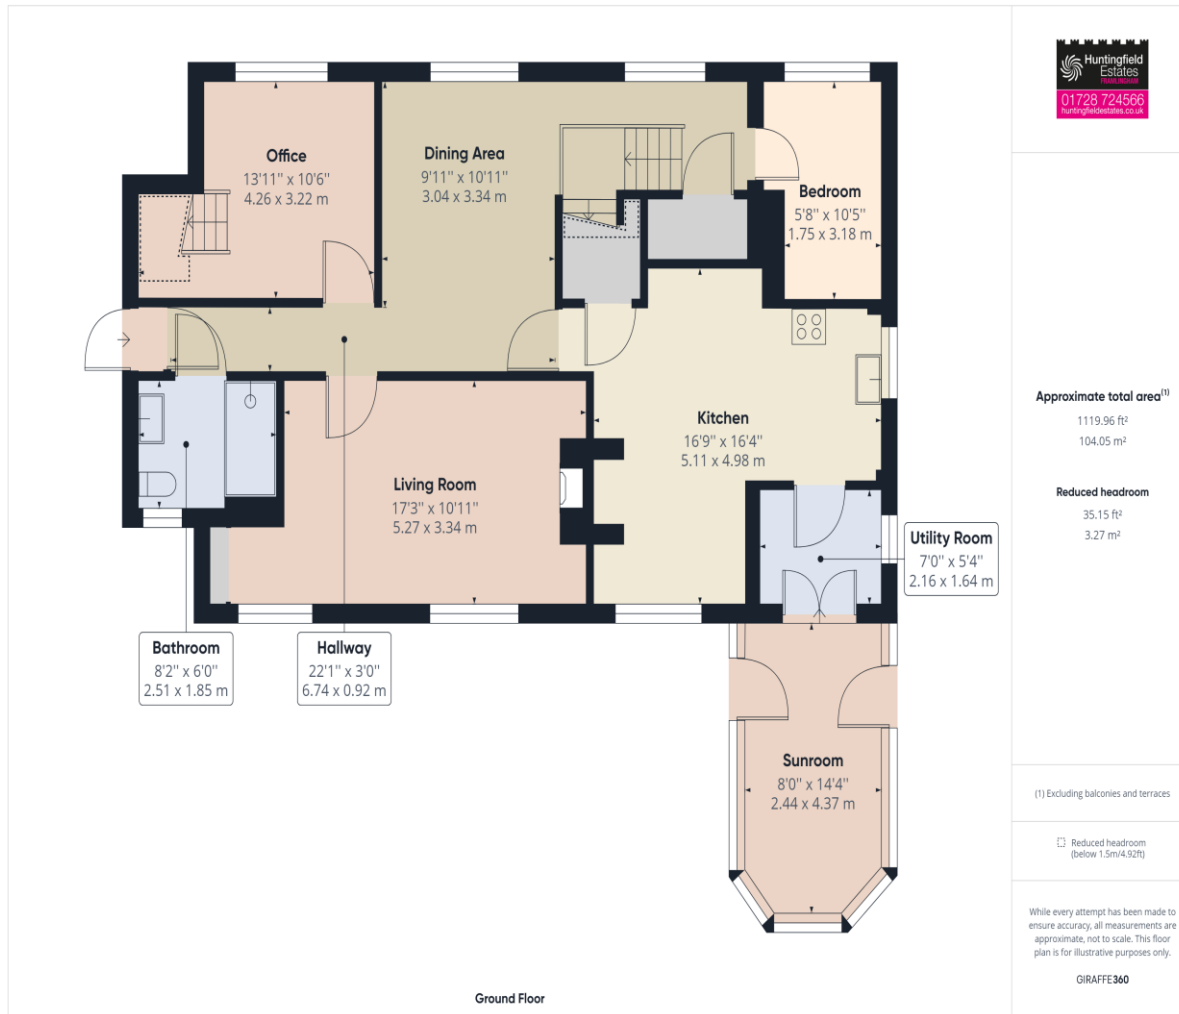 Office
13'11" x 10'6"
4.26 x 3.22 m
Dining Area
9'11" x 10'11"
3.04 x 3.34 m
Bedroom
5'8" x 10'5"
1.75 x 3.18 m
Kitchen
16'9" x 16'4"
5.11 x 4.98 m
Living Room
17'3" x 10'11"
5.27 x 3.34 m
Utility Room
7'0" x 5'4"
2.16 x 1.64 m
Bathroom
8'2" x 6'0"
2.51 x 1.85 m
Hallway
22'1" x 3'0"
6.74 x 0.92 m
Sunroom
8'0" x 14'4"
2.44 x 4.37 m
Ground Floor
Huntingfield
Estates
FRAMLINGHAM
01728 724566
huntingfieldestates.co.uk
Approximate total area(1)
1119.96 ft²
104.05 m²
Reduced headroom
35.15 ft²
3.27 m²
(1) Excluding balconies and terraces
Reduced headroom
(below 1.5m/4.92ft)
While every attempt has been made to
ensure accuracy, all measurements are
approximate, not to scale. This floor
plan is for illustrative purposes only.
GIRAFFE360